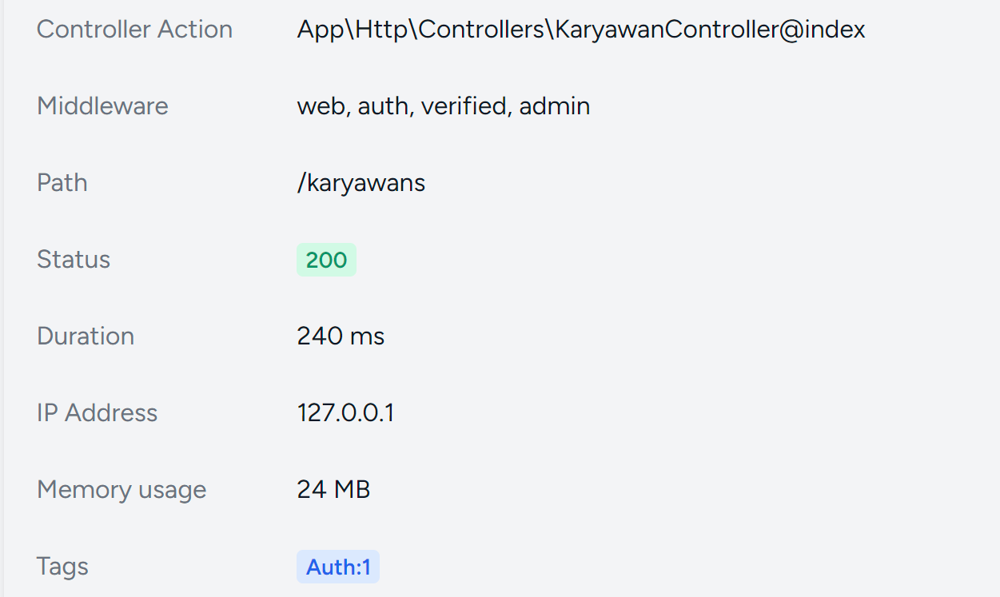 Controller Action App\Http\Controllers\KaryawanController@index
Middleware web, auth, verified, admin
Path /karyawans
Status 200
Duration 240 ms
IP Address 127.0.0.1
Memory usage 24 MB
Tags Auth:1